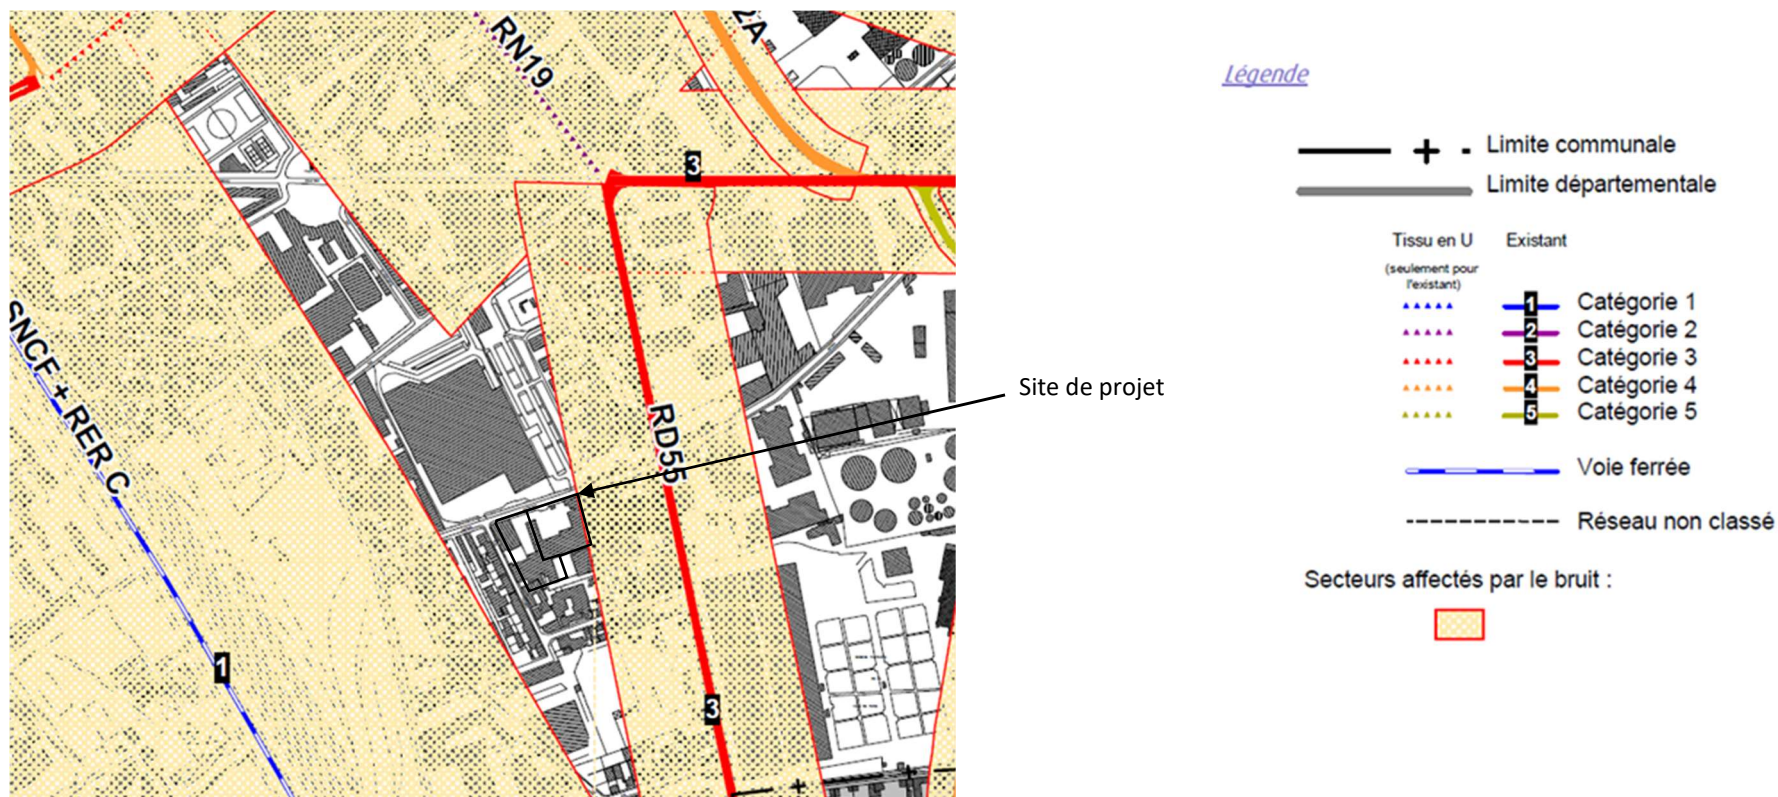 RN19
2A
3
SNCF + RER C
RD55
1
3
Site de projet
Légende
Limite communale
Limite départementale
Tissu en U
Existant
(seulement pour
l'existant)
1 Catégorie 1
2 Catégorie 2
3 Catégorie 3
4 Catégorie 4
5 Catégorie 5
Voie ferrée
Réseau non classé
Secteurs affectés par le bruit :